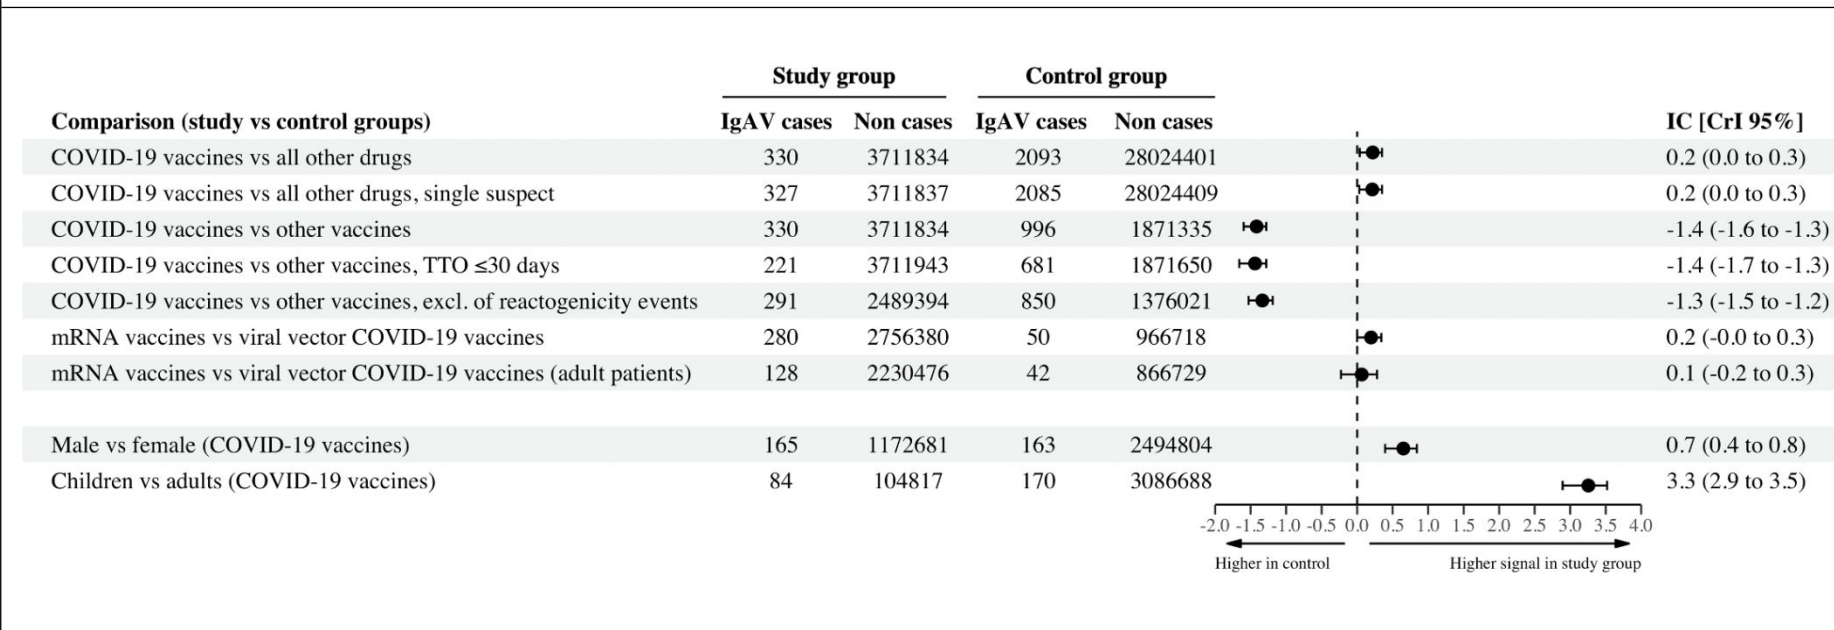 Study group Control group
Comparison (study vs control groups) IgAV cases Non cases IgAV cases Non cases IC [CrI 95%]
COVID-19 vaccines vs all other drugs 330 3711834 2093 28024401 0.2 (0.0 to 0.3)
COVID-19 vaccines vs all other drugs, single suspect 327 3711837 2085 28024409 0.2 (0.0 to 0.3)
COVID-19 vaccines vs other vaccines 330 3711834 996 1871335 -1.4 (-1.6 to -1.3)
COVID-19 vaccines vs other vaccines, TTO ≤30 days 221 3711943 681 1871650 -1.4 (-1.7 to -1.3)
COVID-19 vaccines vs other vaccines, excl. of reactogenicity events 291 2489394 850 1376021 -1.3 (-1.5 to -1.2)
mRNA vaccines vs viral vector COVID-19 vaccines 280 2756380 50 966718 0.2 (-0.0 to 0.3)
mRNA vaccines vs viral vector COVID-19 vaccines (adult patients) 128 2230476 42 866729 0.1 (-0.2 to 0.3)
Male vs female (COVID-19 vaccines) 165 1172681 163 2494804 0.7 (0.4 to 0.8)
Children vs adults (COVID-19 vaccines) 84 104817 170 3086688 3.3 (2.9 to 3.5)
-2.0 -1.5 -1.0 -0.5 0.0 0.5 1.0 1.5 2.0 2.5 3.0 3.5 4.0
Higher in control Higher signal in study group